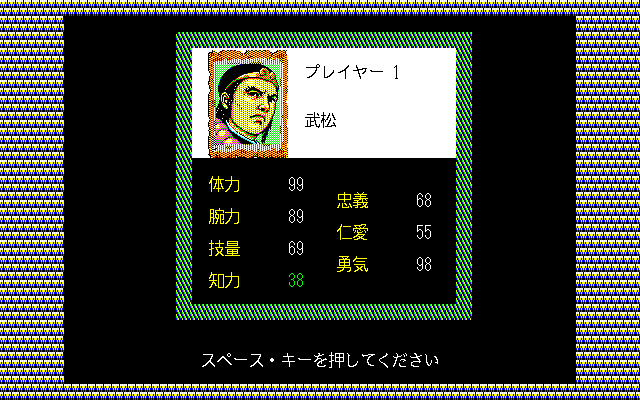 プレイヤー 1
武松
体力 99
腕力 89
技量 69
知力 38
忠義 68
仁愛 55
勇気 98
スペース・キーを押してください